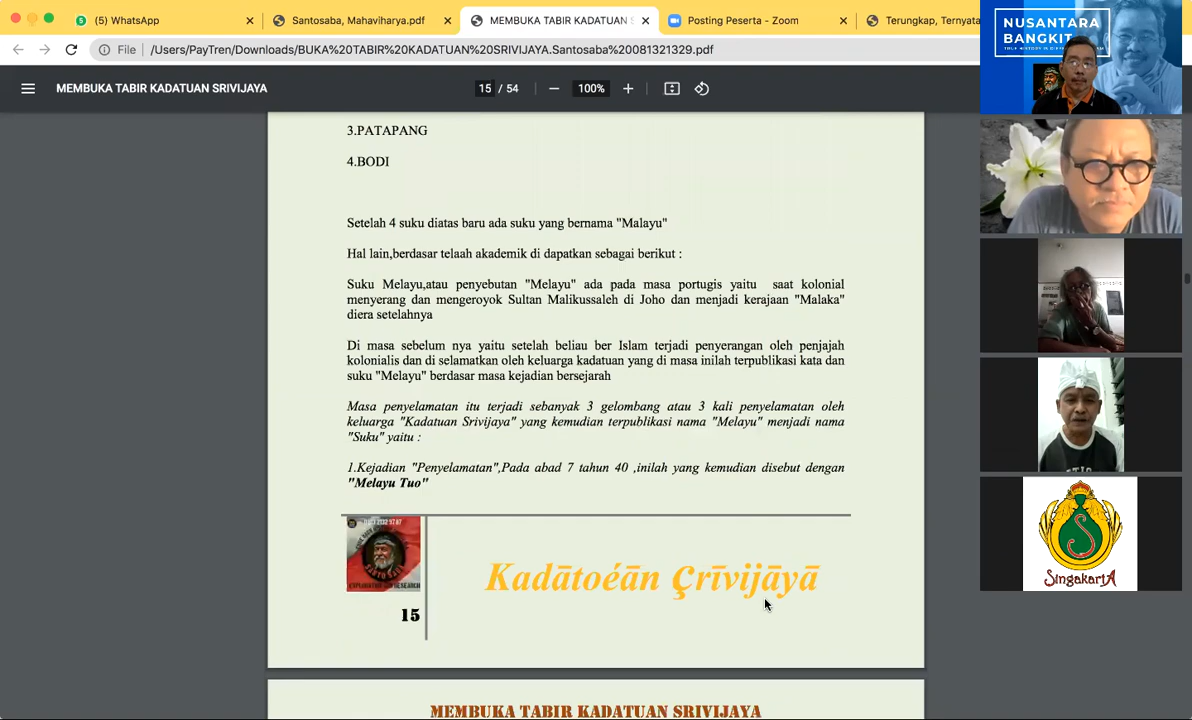 (5) WhatsApp
Santosaba, Mahaviharya.pdf
MEMBUKA TABIR KADATUAN S
Posting Peserta - Zoom
Terungkap, Ternyata
File
/Users/PayTren/Downloads/BUKA%20TABIR%20KADATUAN%20SRIVIJAYA.Santosaba%20081321329.pdf
MEMBUKA TABIR KADATUAN SRIVIJAYA
15 / 54
100%
NUSANTARA
BANGKIT
3.PATAPANG
4.BODI
Setelah 4 suku diatas baru ada suku yang bernama "Malayu"
Hal lain,berdasar telaah akademik di dapatkan sebagai berikut :
Suku Melayu,atau penyebutan "Melayu" ada pada masa portugis yaitu saat kolonial
menyerang dan mengeroyok Sultan Malikussaleh di Joho dan menjadi kerajaan "Malaka"
diera setelahnya
Di masa sebelum nya yaitu setelah beliau ber Islam terjadi penyerangan oleh penjajah
kolonialis dan di selamatkan oleh keluarga kadatuan yang di masa inilah terpublikasi kata dan
suku "Melayu" berdasar masa kejadian bersejarah
Masa penyelamatan itu terjadi sebanyak 3 gelombang atau 3 kali penyelamatan oleh
keluarga "Kadatuan Srivijaya" yang kemudian terpublikasi nama "Melayu" menjadi nama
"Suku" yaitu :
1.Kejadian "Penyelamatan",Pada abad 7 tahun 40 ,inilah yang kemudian disebut dengan
"Melayu Tuo"
Kadātoéān Çrīvijāyā
15
SingakartA
MEMBUKA TABIR KADATUAN SRIVIJAYA